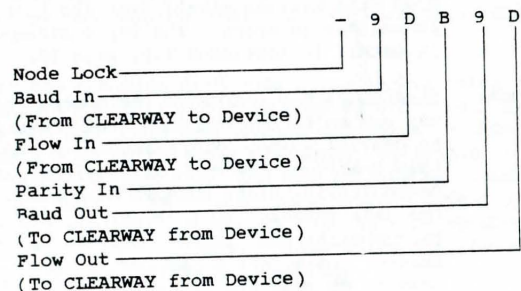 - 9 D B 9 D
Node Lock
Baud In
(From CLEARWAY to Device)
Flow In
(From CLEARWAY to Device)
Parity In
Baud Out
(To CLEARWAY from Device)
Flow Out
(To CLEARWAY from Device)